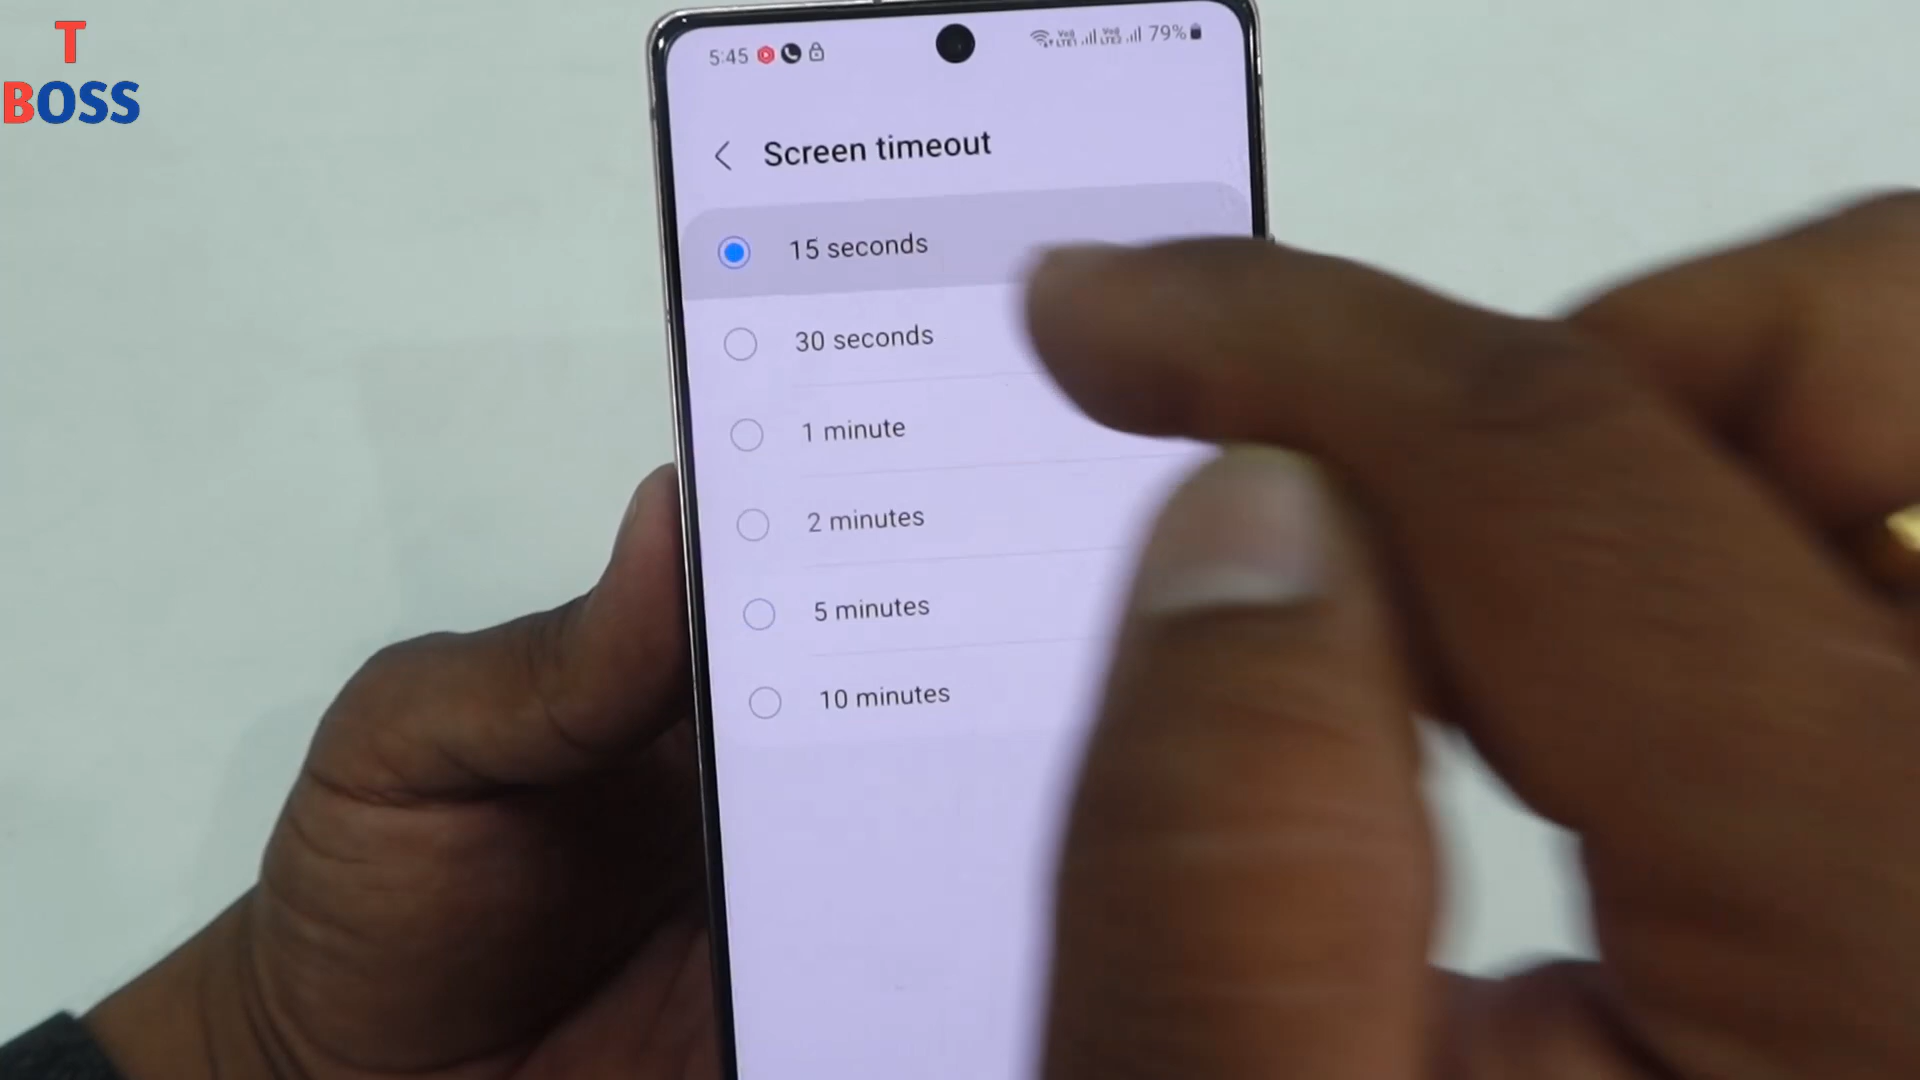 T
BOSS
5:45 79%
Screen timeout
15 seconds
30 seconds
1 minute
2 minutes
5 minutes
10 minutes